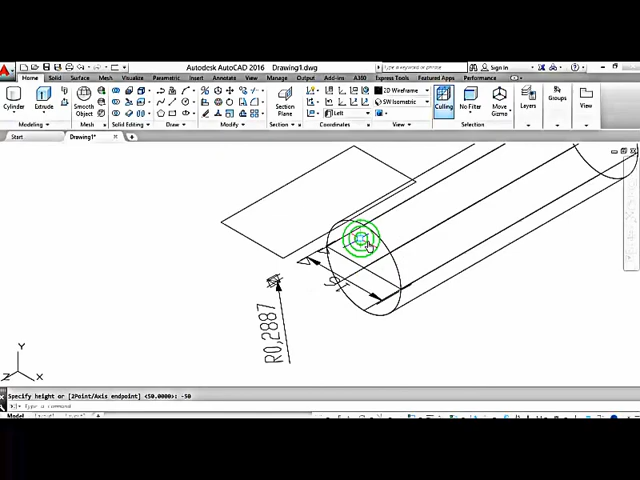 Autodesk AutoCAD 2016 Drawing1.dwg
Sign In
Home Solid Surface Mesh Visualize Parametric Insert Annotate View Manage Output Add-ins A360 Express Tools Featured Apps Performance
2D Wireframe
SW Isometric
Left
Cylinder Extrude Smooth Object Section Plane Culling No Filter Move Gizmo Layers Groups View
Modeling Mesh Solid Editing Draw Modify Section Coordinates View Selection
Start Drawing1*
R0,2887
Y
Z X
Specify height or [2Point/Axis endpoint] <50.0000>: -50
Type a command
Model